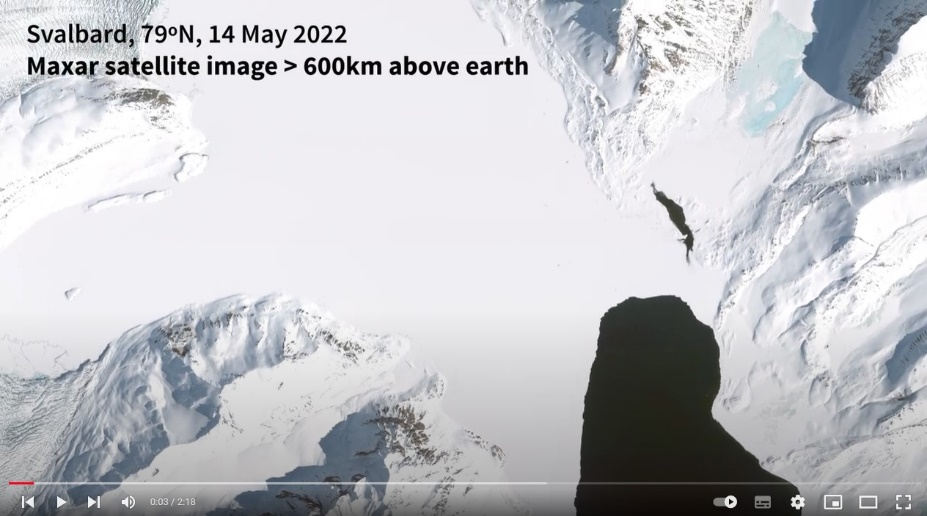 Svalbard, 79ºN, 14 May 2022
Maxar satellite image > 600km above earth
0:03 / 2:18